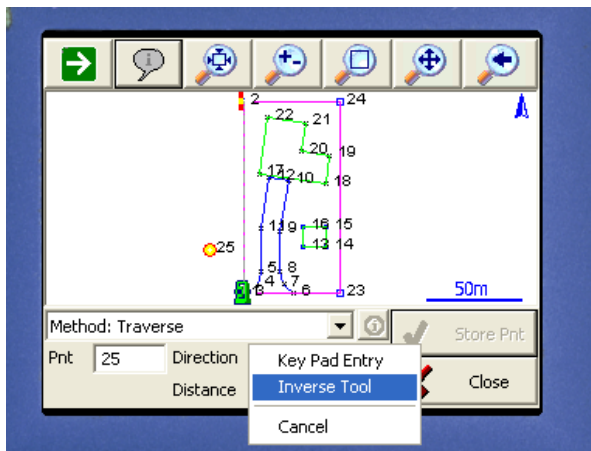 2 24
22 21
20 19
17 12 10 18
11 9 16 15
25 13 14
5 8
4 7
3 6 23
50m
Method: Traverse
Store Pnt
Pnt 25 Direction
Distance
Key Pad Entry
Inverse Tool
Cancel
Close